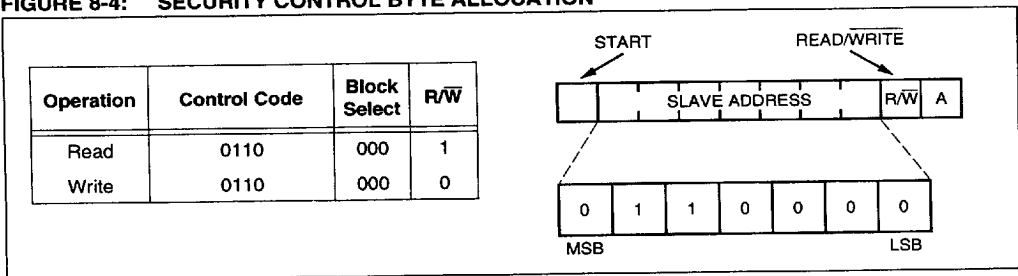 FIGURE 8-4: SECURITY CONTROL BYTE ALLOCATION
START READ/WRITE
Operation Control Code Block Select R/W
Read 0110 000 1
Write 0110 000 0
SLAVE ADDRESS R/W A
0 1 1 0 0 0 0
MSB LSB